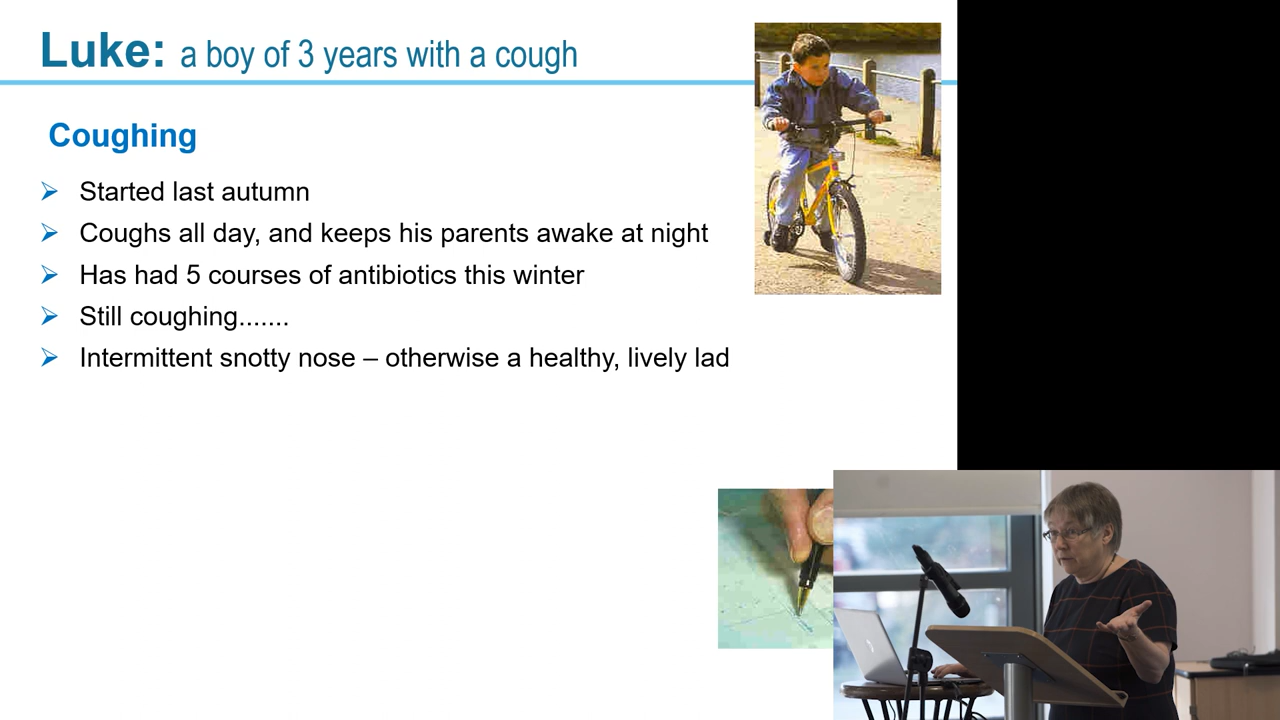 Luke: a boy of 3 years with a cough
Coughing
Started last autumn
Coughs all day, and keeps his parents awake at night
Has had 5 courses of antibiotics this winter
Still coughing.......
Intermittent snotty nose – otherwise a healthy, lively lad